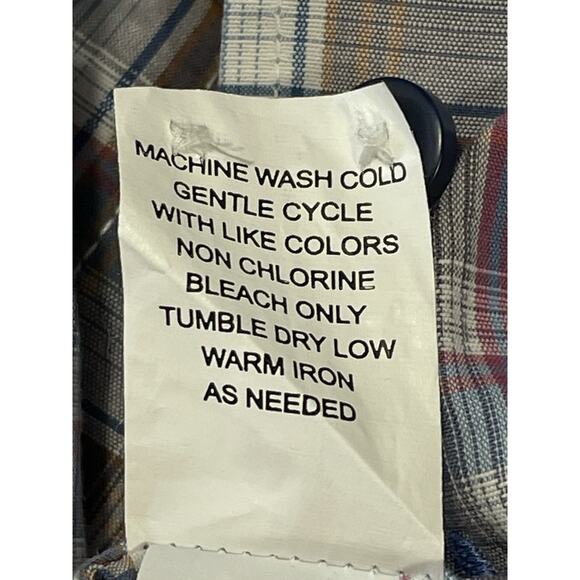 MACHINE WASH COLD
GENTLE CYCLE
WITH LIKE COLORS
NON CHLORINE
BLEACH ONLY
TUMBLE DRY LOW
WARM IRON
AS NEEDED